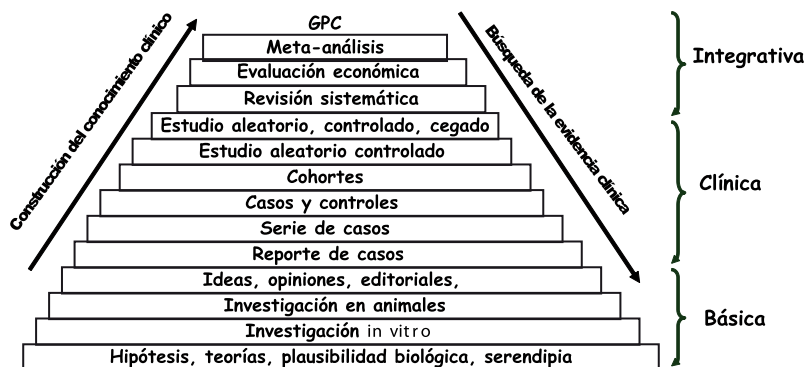 GPC
Meta-análisis
Evaluación económica
Revisión sistemática
Estudio aleatorio, controlado, cegado
Estudio aleatorio controlado
Cohortes
Casos y controles
Serie de casos
Reporte de casos
Ideas, opiniones, editoriales,
Investigación en animales
Investigación in vitro
Hipótesis, teorías, plausibilidad biológica, serendipia
Construcción del conocimiento clínico
Búsqueda de la evidencia clínica
Integrativa
Clínica
Básica